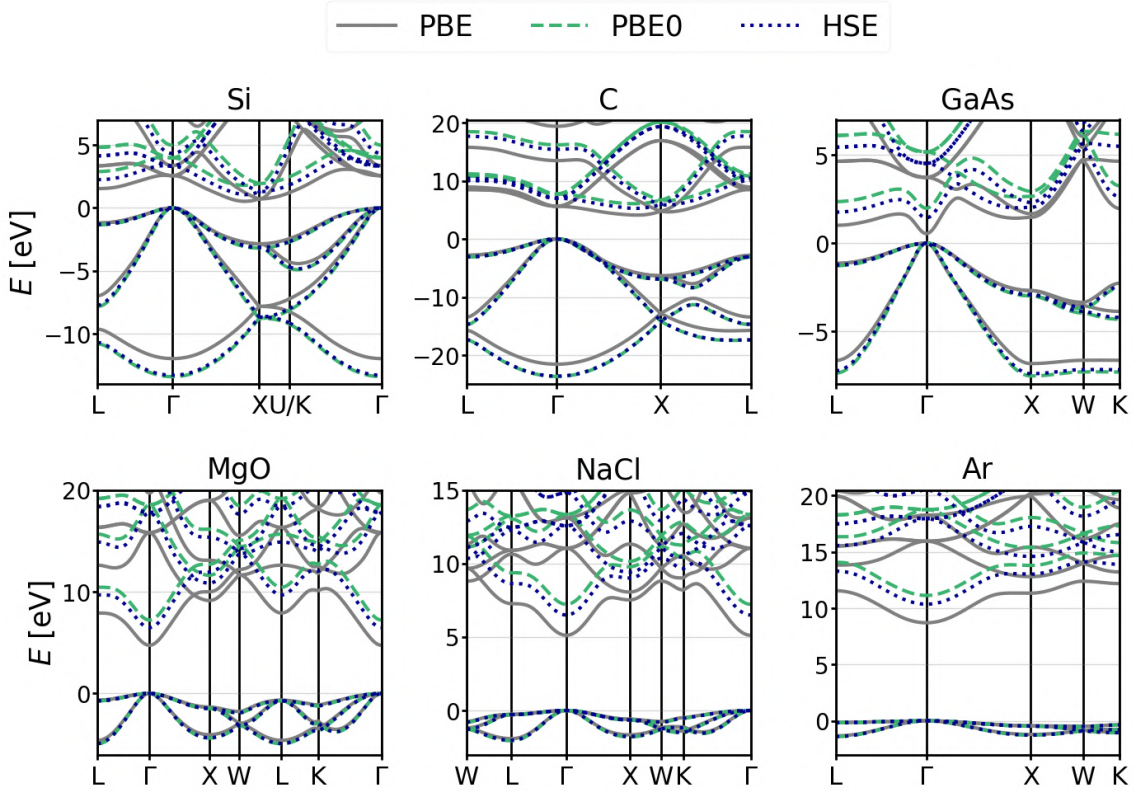 PBE PBE0 HSE
Si C GaAs
E [eV]
5
0
−5
−10
L Γ XU/K Γ
20
10
0
−10
−20
L Γ X L
5
0
−5
L Γ X W K
MgO NaCl Ar
E [eV]
20
10
0
L Γ X W L K Γ
15
10
5
0
W L Γ X W K Γ
20
15
10
5
0
L Γ X W K